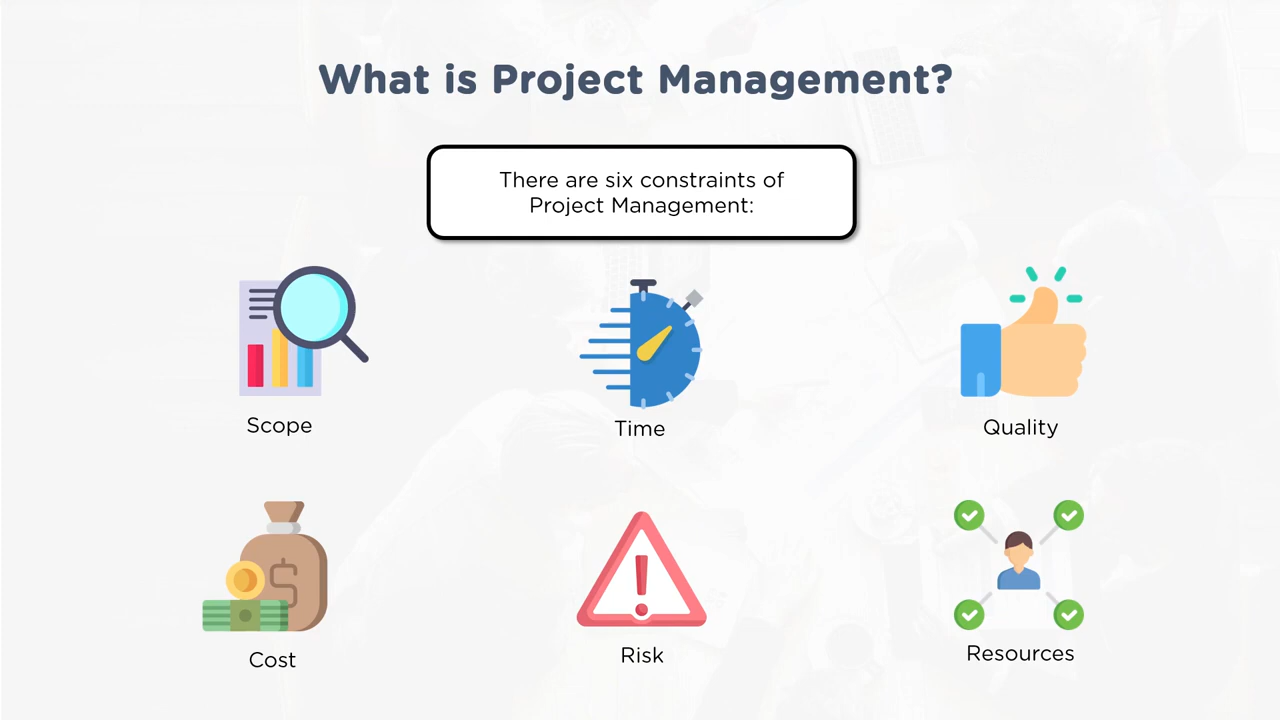 What is Project Management?
There are six constraints of
Project Management:
Scope
Time
Quality
$
Cost
Risk
Resources